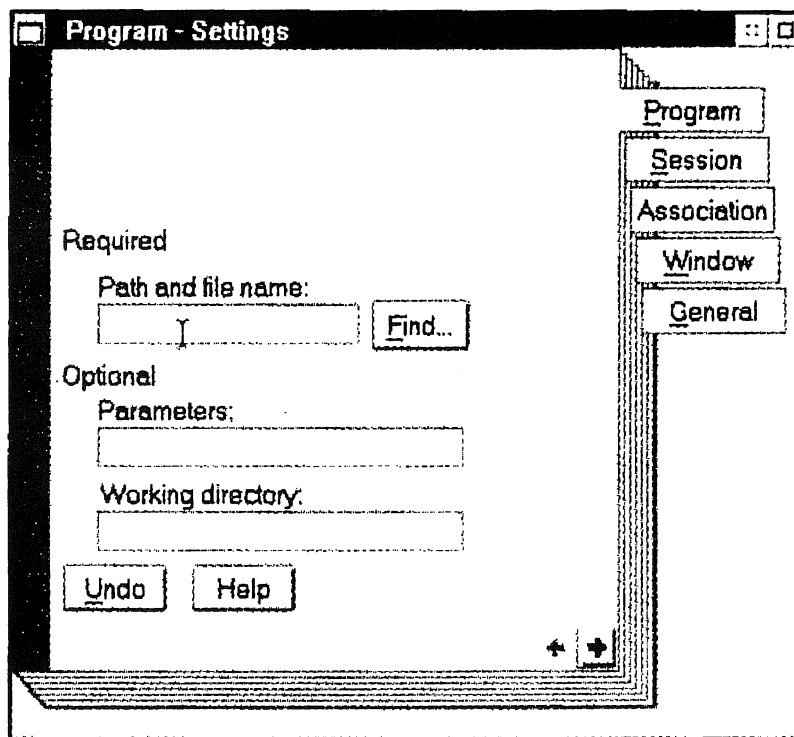 Program - Settings
Program
Session
Association
Window
General
Required
Path and file name:
Find...
Optional
Parameters:
Working directory:
Undo
Help